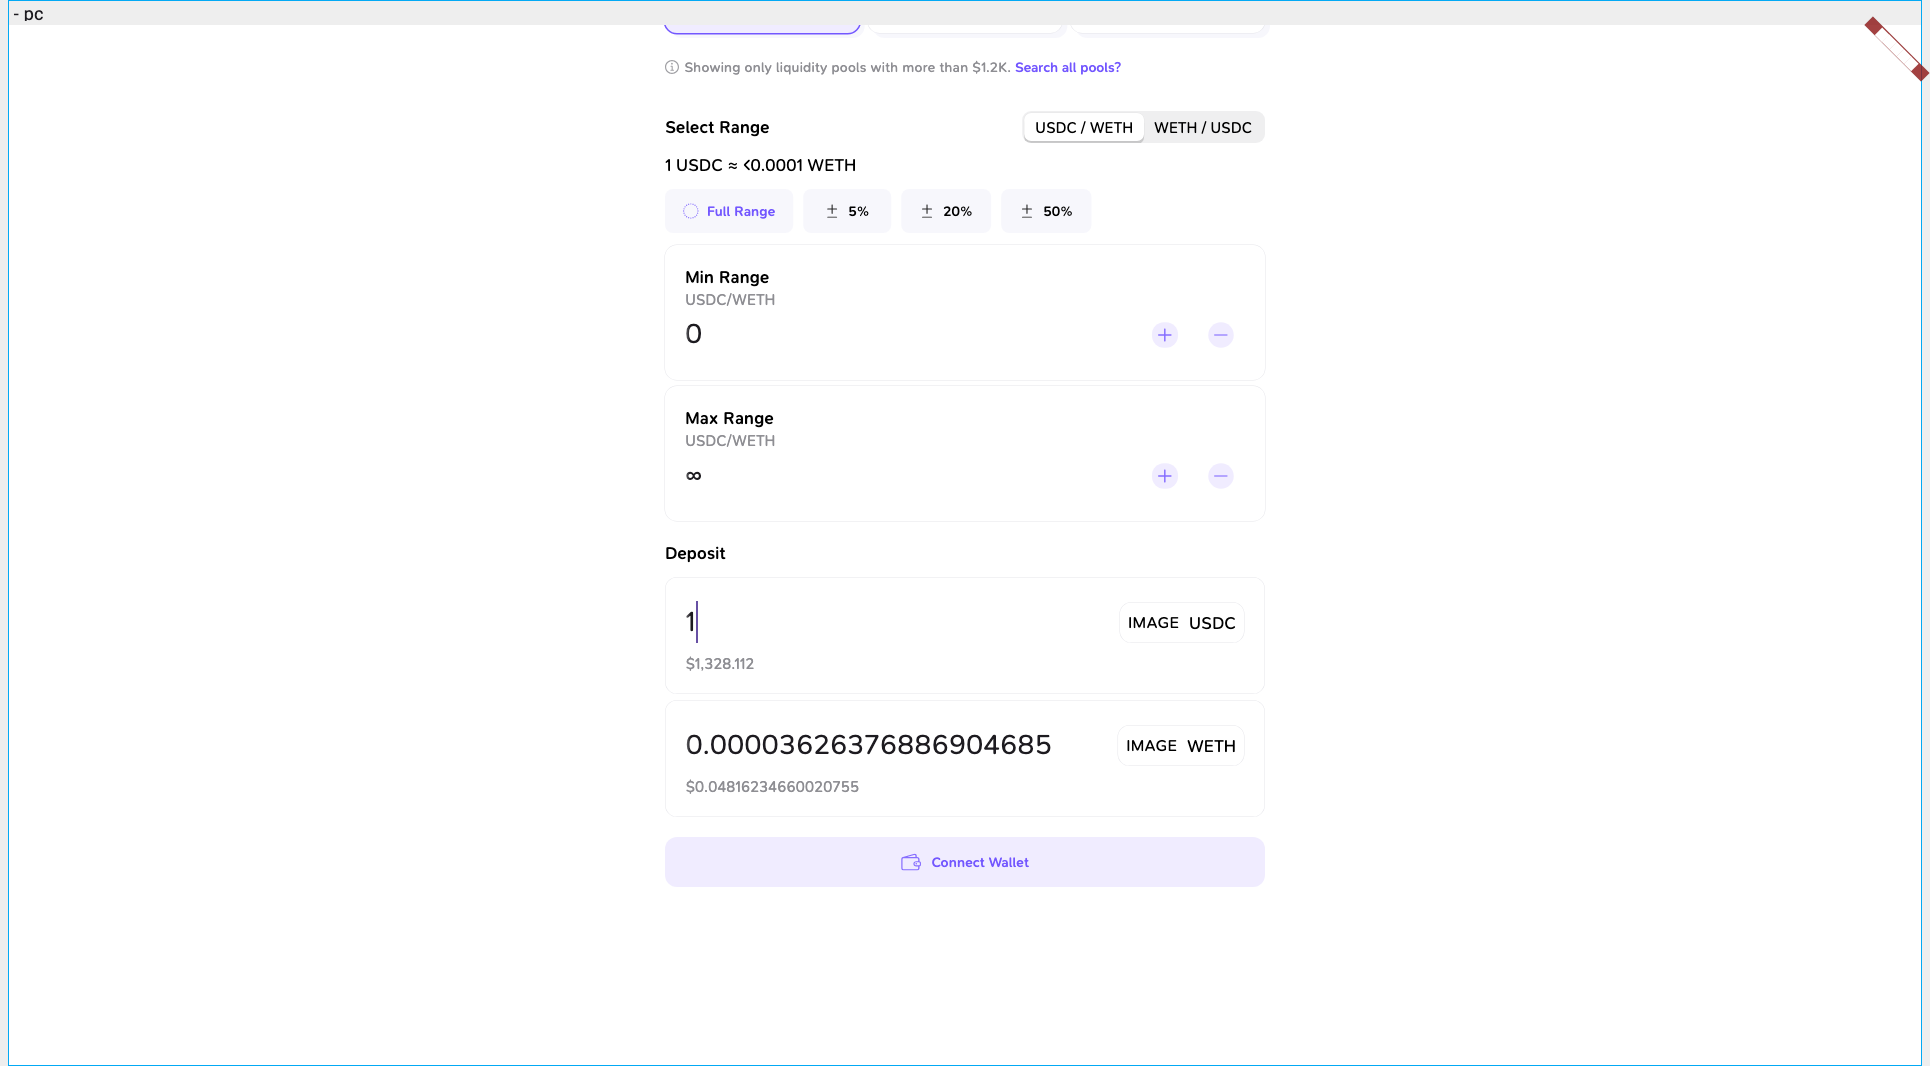 - pc
Showing only liquidity pools with more than $1.2K. Search all pools?
Select Range
USDC / WETH WETH / USDC
1 USDC ≈ <0.0001 WETH
Full Range ± 5% ± 20% ± 50%
Min Range
USDC/WETH
0
Max Range
USDC/WETH
∞
Deposit
1 IMAGE USDC
$1,328.112
0.00003626376886904685 IMAGE WETH
$0.04816234660020755
Connect Wallet